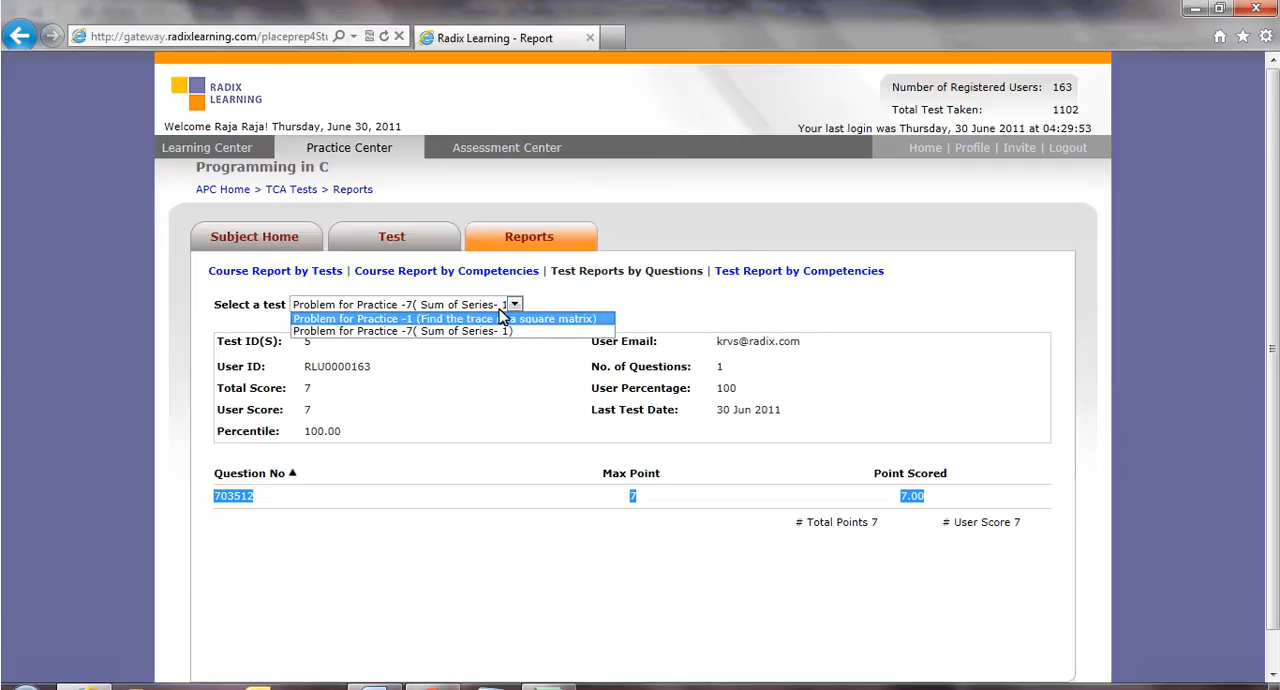 http://gateway.radixlearning.com/placeprep4Stu
Radix Learning - Report
RADIX
LEARNING
Number of Registered Users: 163
Total Test Taken: 1102
Welcome Raja Raja! Thursday, June 30, 2011
Your last login was Thursday, 30 June 2011 at 04:29:53
Learning Center Practice Center Assessment Center Home | Profile | Invite | Logout
Programming in C
APC Home > TCA Tests > Reports
Subject Home Test Reports
Course Report by Tests | Course Report by Competencies | Test Reports by Questions | Test Report by Competencies
Select a test Problem for Practice -7( Sum of Series- 1
Problem for Practice -1 (Find the trace a square matrix)
Problem for Practice -7( Sum of Series- 1)
Test ID(S): 5 User Email: krvs@radix.com
User ID: RLU0000163 No. of Questions: 1
Total Score: 7 User Percentage: 100
User Score: 7 Last Test Date: 30 Jun 2011
Percentile: 100.00
Question No ▲ Max Point Point Scored
703512 7 7.00
# Total Points 7 # User Score 7